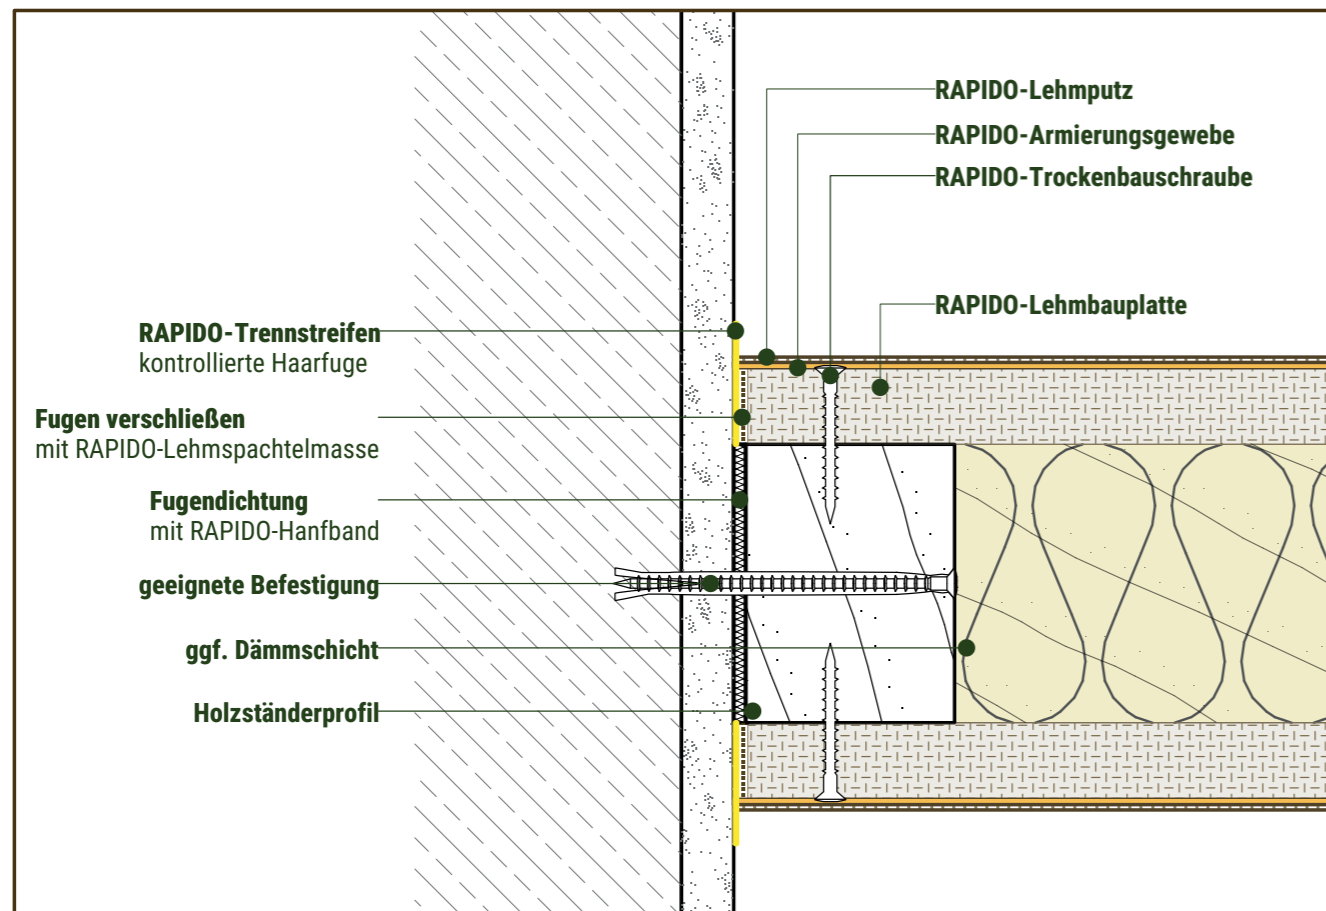 RAPIDO-Lehmputz
RAPIDO-Armierungsgewebe
RAPIDO-Trockenbauschraube
RAPIDO-Lehmbauplatte
RAPIDO-Trennstreifen
kontrollierte Haarfuge
Fugen verschließen
mit RAPIDO-Lehmspachtelmasse
Fugendichtung
mit RAPIDO-Hanfband
geeignete Befestigung
ggf. Dämmschicht
Holzständerprofil